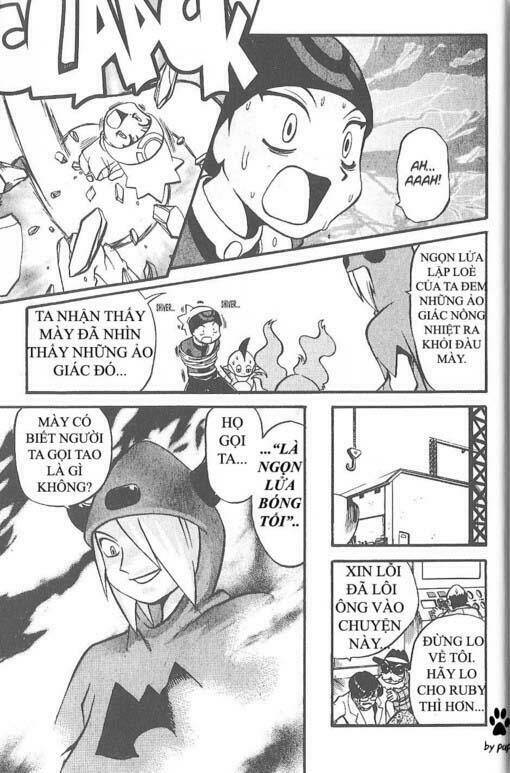 CLAPOK
AH...
AAAH!
NGỌN LỬA
LẬP LOÈ
CỦA TA ĐEM
NHỮNG ẢO
GIÁC NỒNG
NHIỆT RA
KHỎI ĐẦU
MÀY.
SHIVER...
SHIVER...
TA NHẬN THẤY
MÀY ĐÃ NHÌN
THẤY NHỮNG ẢO
GIÁC ĐÓ...
MÀY CÓ
BIẾT NGƯỜI
TA GỌI TAO
LÀ GÌ
KHÔNG?
HỌ
GỌI
TA...
..."LÀ
NGỌN
LỬA
BÓNG
TỐI"..
XIN LỖI
ĐÃ LÔI
ÔNG VÀO
CHUYỆN
NÀY...
ĐỪNG LO
VỀ TÔI.
HÃY LO
CHO RUBY
THÌ HƠN...